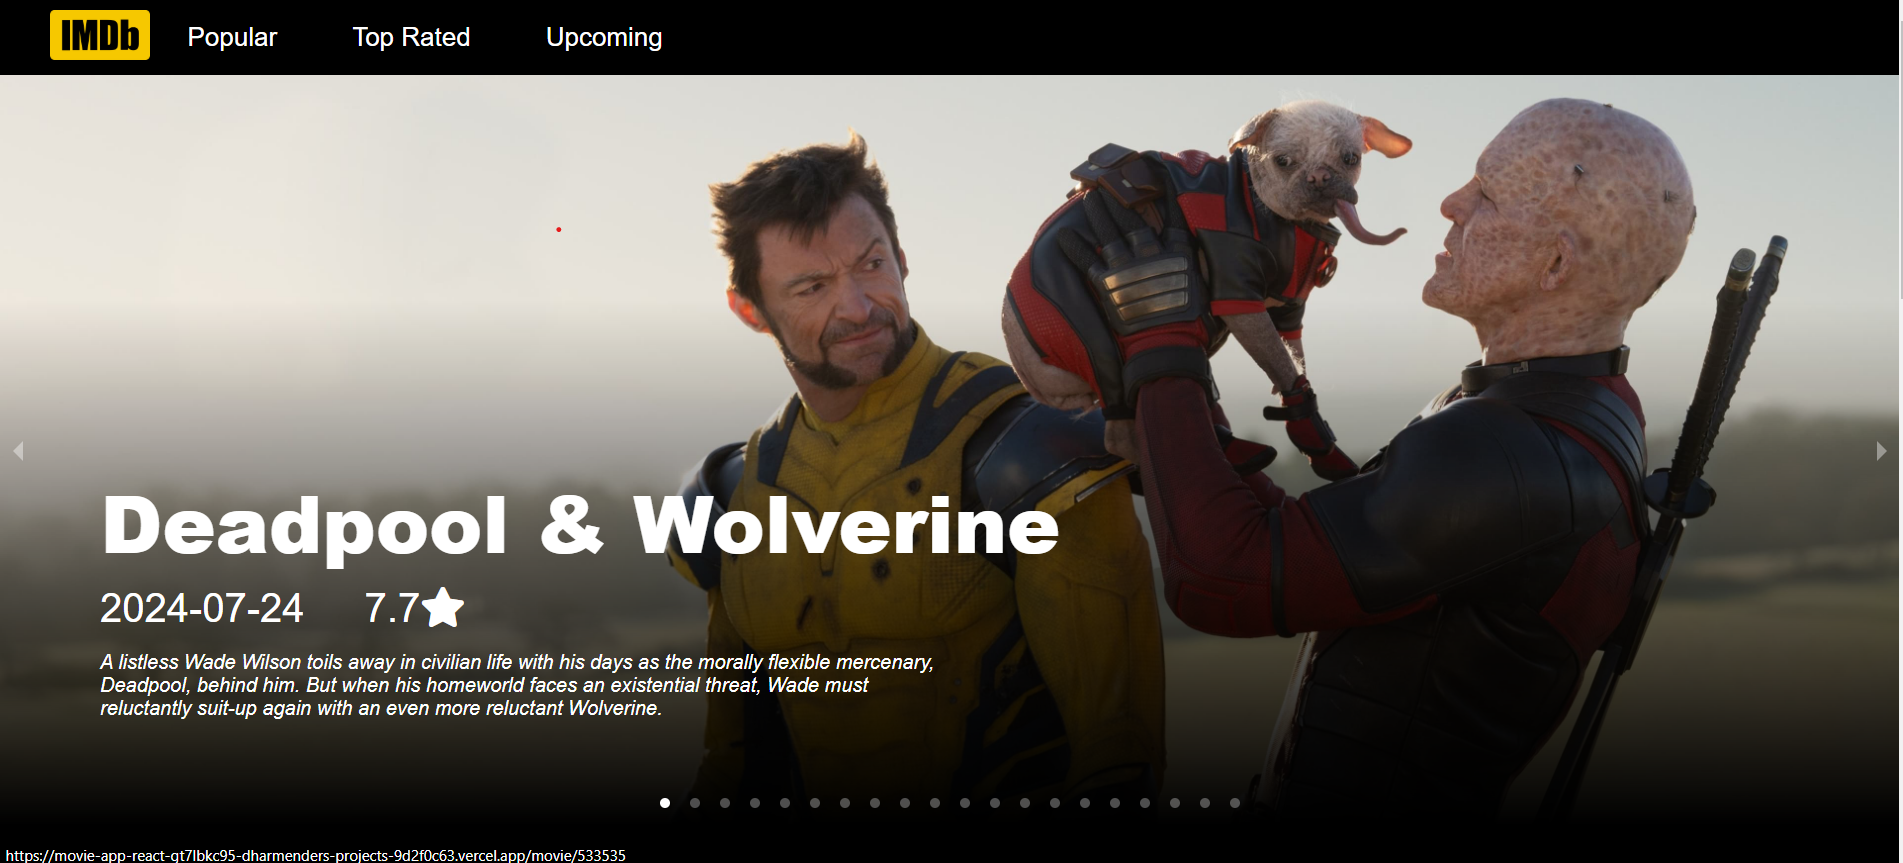 IMDb Popular Top Rated Upcoming
Deadpool & Wolverine
2024-07-24 7.7
A listless Wade Wilson toils away in civilian life with his days as the morally flexible mercenary,
Deadpool, behind him. But when his homeworld faces an existential threat, Wade must
reluctantly suit-up again with an even more reluctant Wolverine.
https://movie-app-react-gt7lbkc95-dharmenders-projects-9d2f0c63.vercel.app/movie/533535